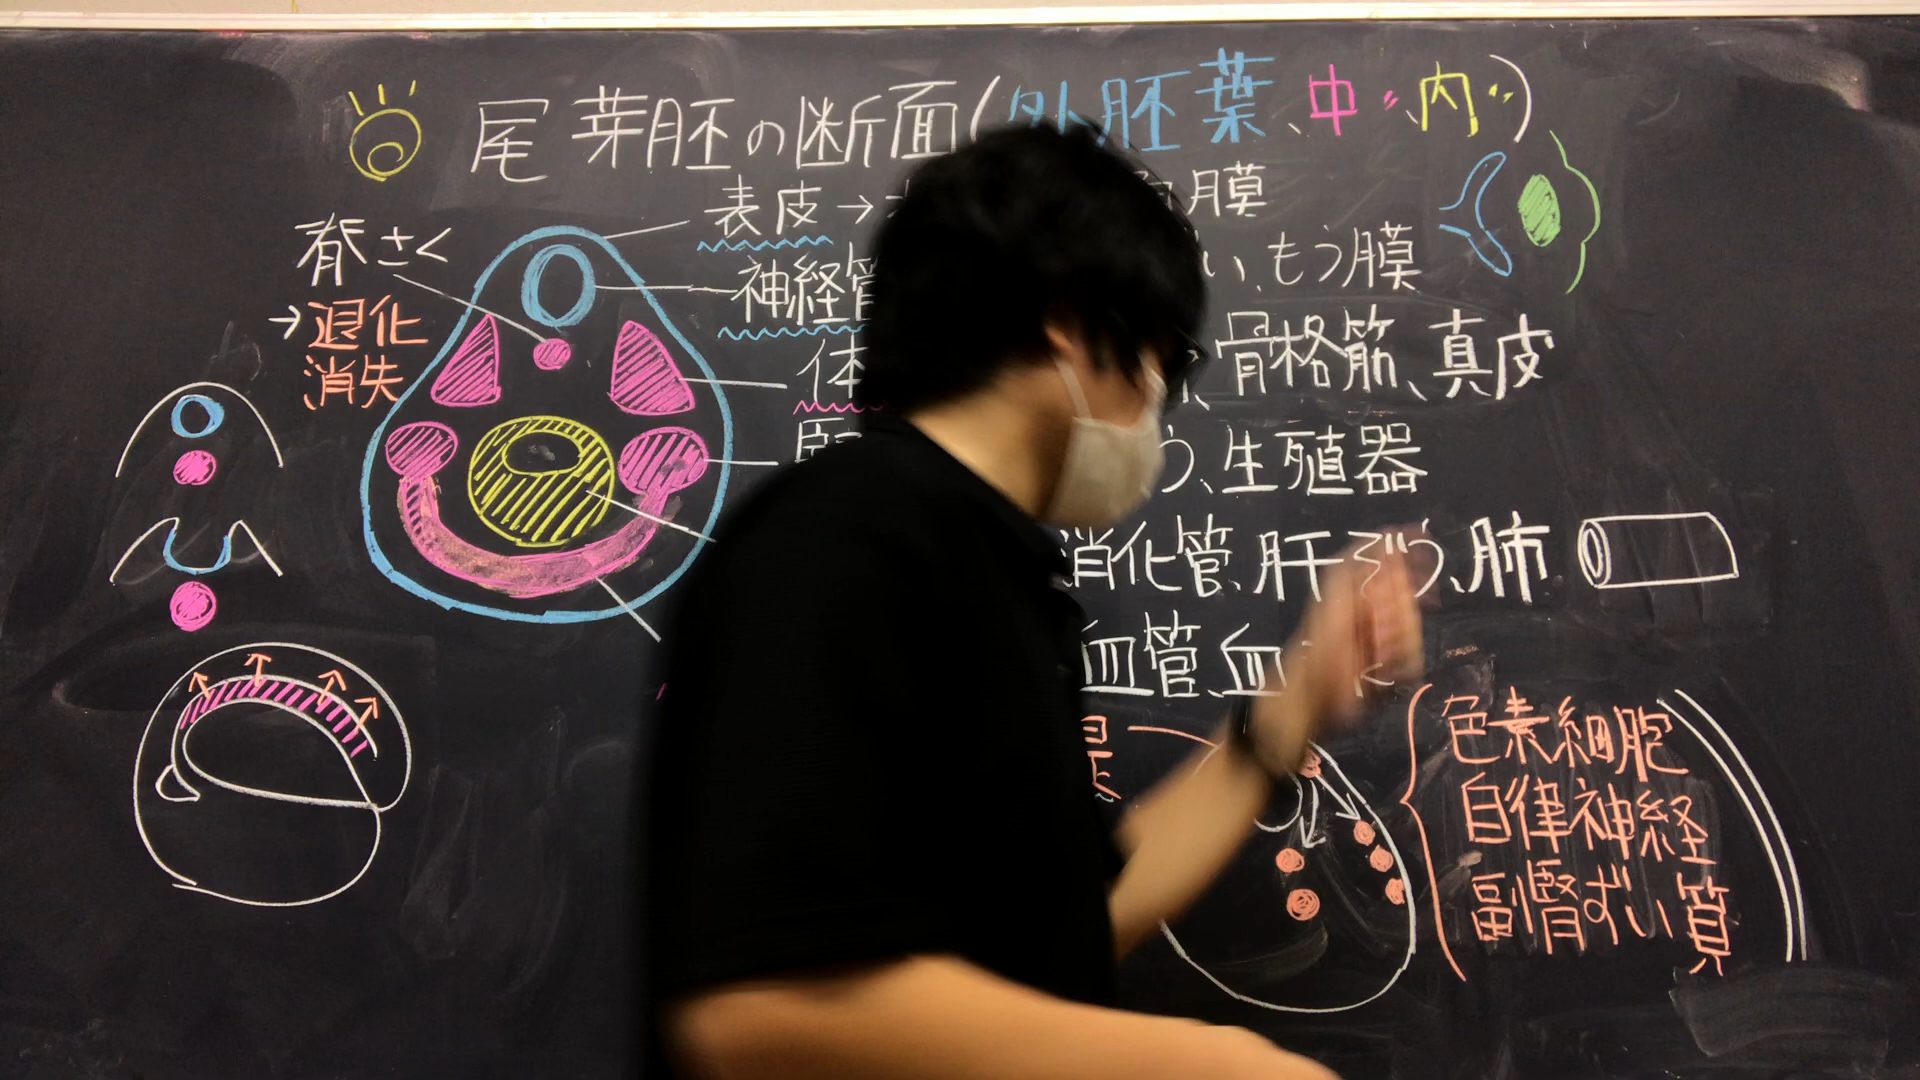 尾芽胚の断面(外胚葉、中〃、内〃)
表皮→ 膜
脊さく
→退化
消失
神経管 い、もう膜
体 骨格筋、真皮
う、生殖器
消化管、肝ぞう、肺
血管、血
色素細胞
自律神経
副腎ずい質